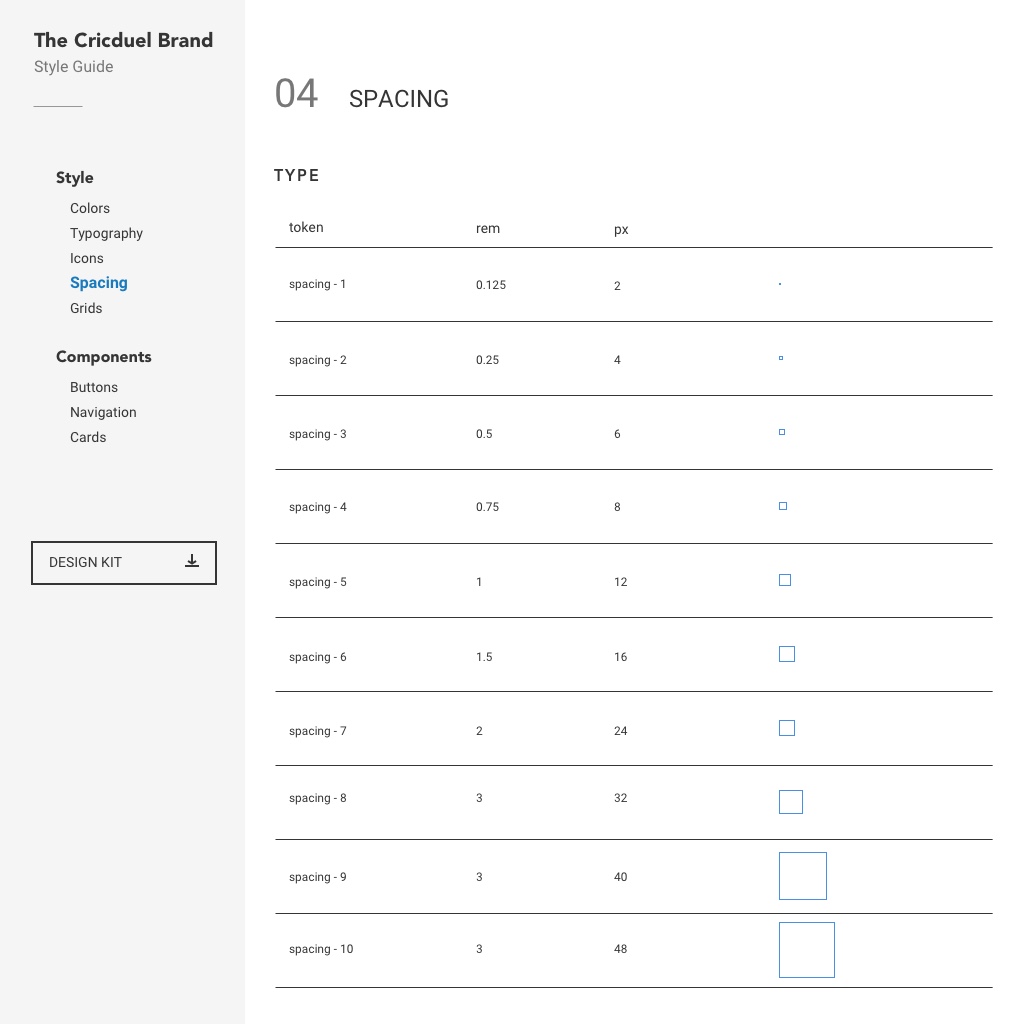 The Cricduel Brand
Style Guide
Style
Colors
Typography
Icons
Spacing
Grids
Components
Buttons
Navigation
Cards
DESIGN KIT
04 SPACING
TYPE
token rem px
spacing - 1 0.125 2
spacing - 2 0.25 4
spacing - 3 0.5 6
spacing - 4 0.75 8
spacing - 5 1 12
spacing - 6 1.5 16
spacing - 7 2 24
spacing - 8 3 32
spacing - 9 3 40
spacing - 10 3 48